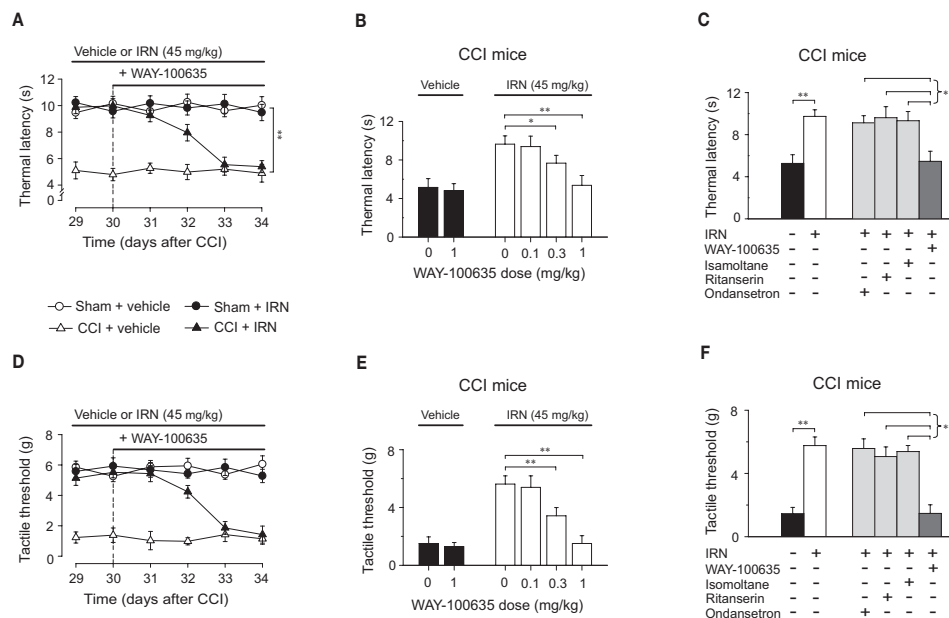 A
Vehicle or IRN (45 mg/kg)
+ WAY-100635
Thermal latency (s)
12
10
8
6
4
0
**
29 30 31 32 33 34
Time (days after CCI)
B
CCI mice
Vehicle IRN (45 mg/kg)
Thermal latency (s)
12
9
6
3
0
**
*
0 1 0 0.1 0.3 1
WAY-100635 dose (mg/kg)
C
CCI mice
Thermal latency (s)
12
8
4
0
**
*
IRN - + + + + +
WAY-100635 - - - - - +
Isamoltane - - - - + -
Ritanserin - - - + - -
Ondansetron - - + - - -
Sham + vehicle Sham + IRN
CCI + vehicle CCI + IRN
D
Vehicle or IRN (45 mg/kg)
+ WAY-100635
Tactile threshold (g)
8
6
4
2
0
29 30 31 32 33 34
Time (days after CCI)
E
CCI mice
Vehicle IRN (45 mg/kg)
Tactile threshold (g)
8
4
0
**
**
0 1 0 0.1 0.3 1
WAY-100635 dose (mg/kg)
F
CCI mice
Tactile threshold (g)
8
6
4
2
0
**
*
IRN - + + + + +
WAY-100635 - - - - - +
Isomoltane - - - - + -
Ritanserin - - - + - -
Ondansetron - - + - - -